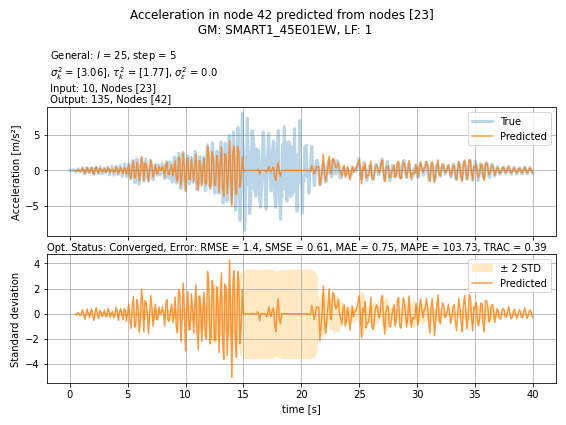 Acceleration in node 42 predicted from nodes [23]
GM: SMART1_45E01EW, LF: 1
General: l = 25, step = 5
σ²ₖ = [3.06], τ²ₖ = [1.77], σ²ε = 0.0
Input: 10, Nodes [23]
Output: 135, Nodes [42]
Acceleration [m/s²]
5
0
−5
True
Predicted
Opt. Status: Converged, Error: RMSE = 1.4, SMSE = 0.61, MAE = 0.75, MAPE = 103.73, TRAC = 0.39
Standard deviation
4
2
0
−2
−4
± 2 STD
Predicted
0 5 10 15 20 25 30 35 40
time [s]